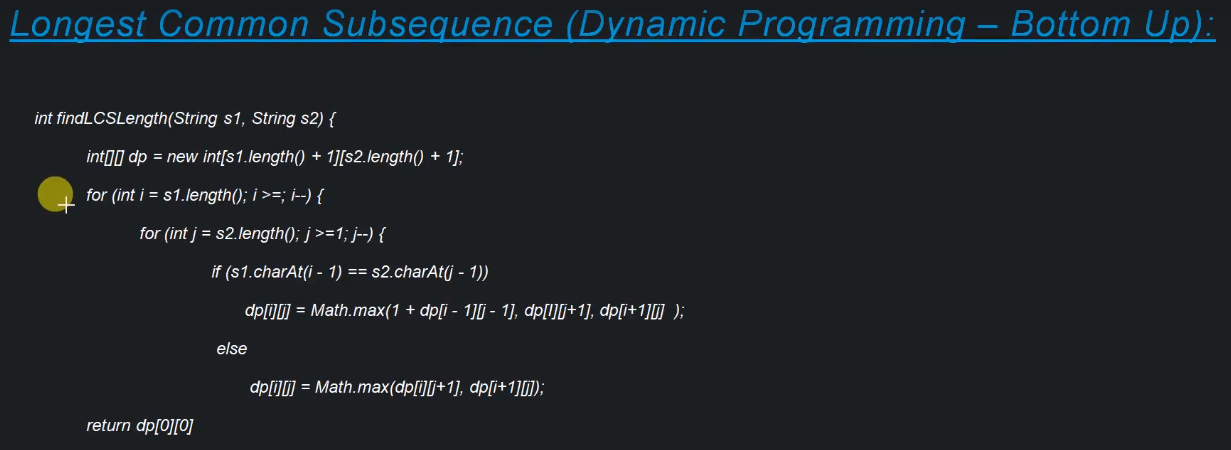 Longest Common Subsequence (Dynamic Programming – Bottom Up):
int findLCSLength(String s1, String s2) {
int[][] dp = new int[s1.length() + 1][s2.length() + 1];
for (int i = s1.length(); i >=; i--) {
for (int j = s2.length(); j >=1; j--) {
if (s1.charAt(i - 1) == s2.charAt(j - 1))
dp[i][j] = Math.max(1 + dp[i - 1][j - 1], dp[I][j+1], dp[i+1][j]  );
else
dp[i][j] = Math.max(dp[i][j+1], dp[i+1][j]);
return dp[0][0]